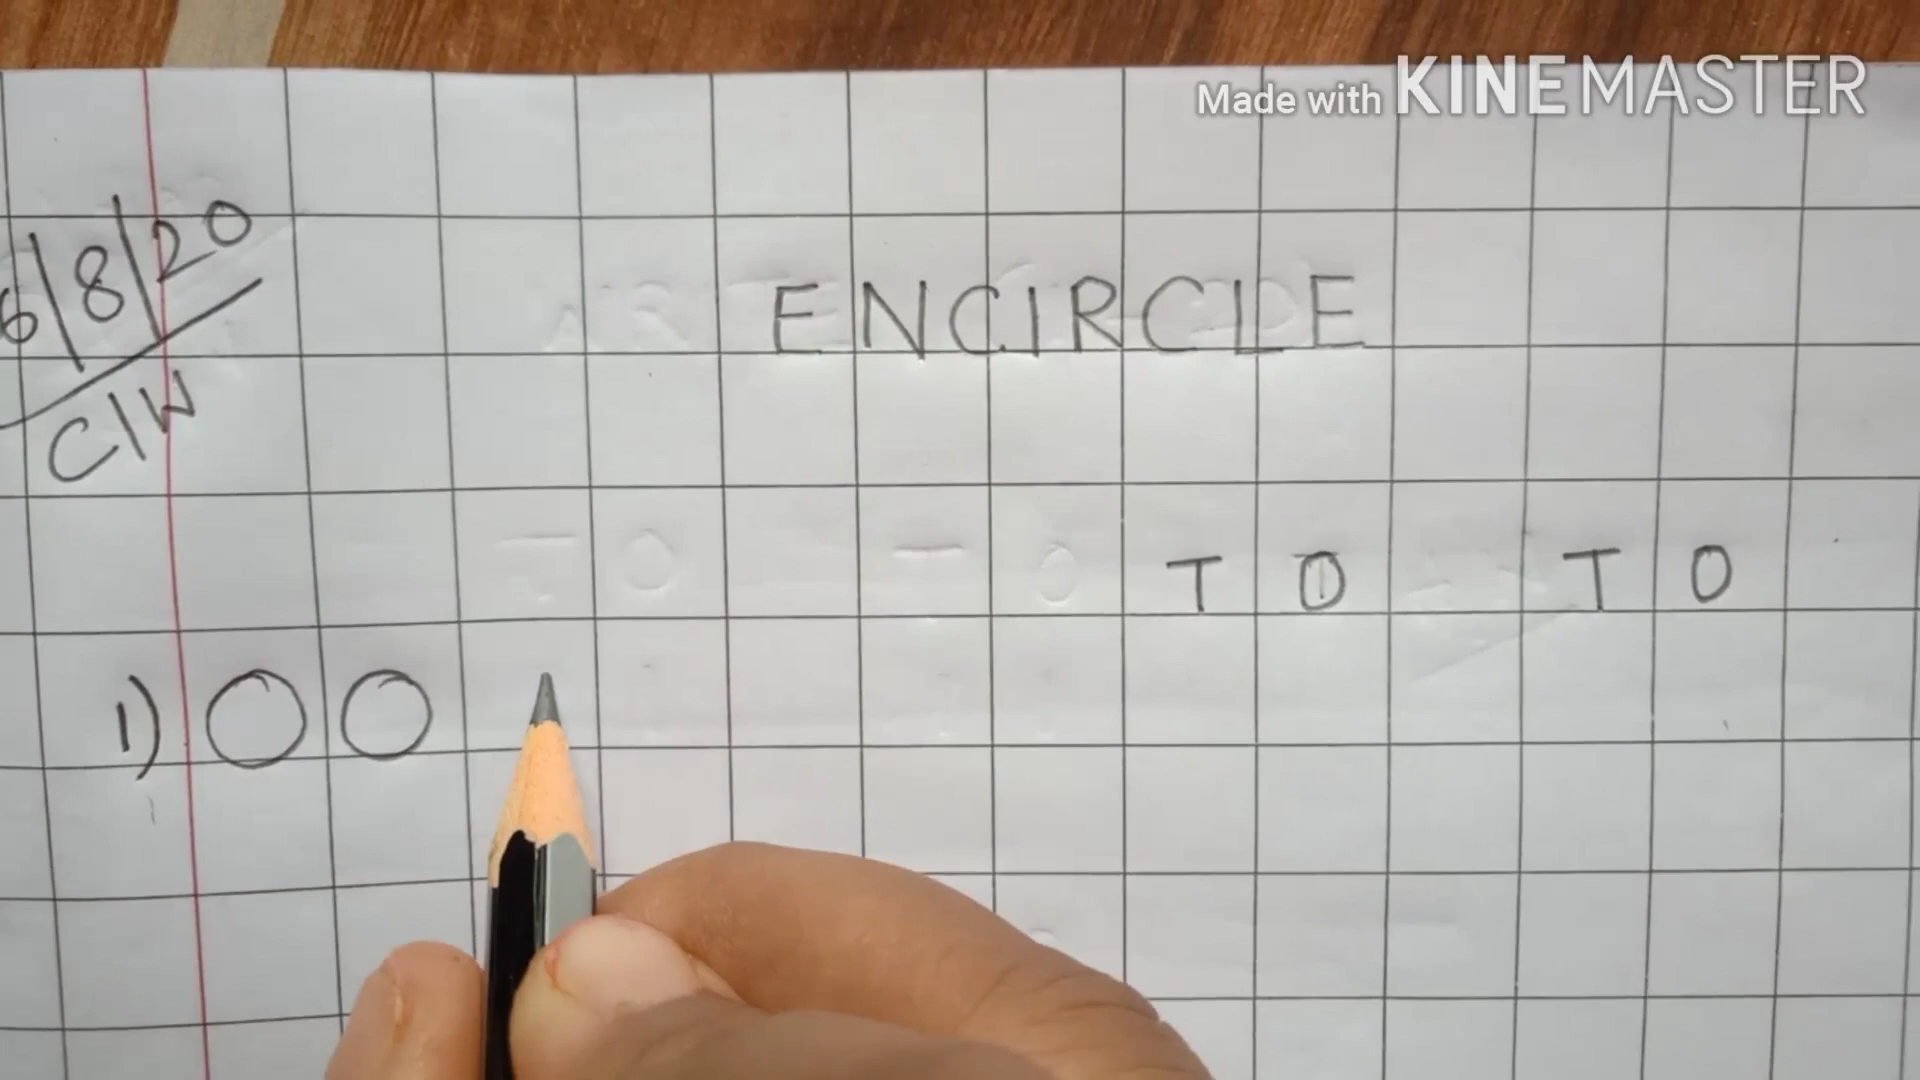 Made with KINEMASTER
6/8/20
C/W
ENCIRCLE
T O T O
1)